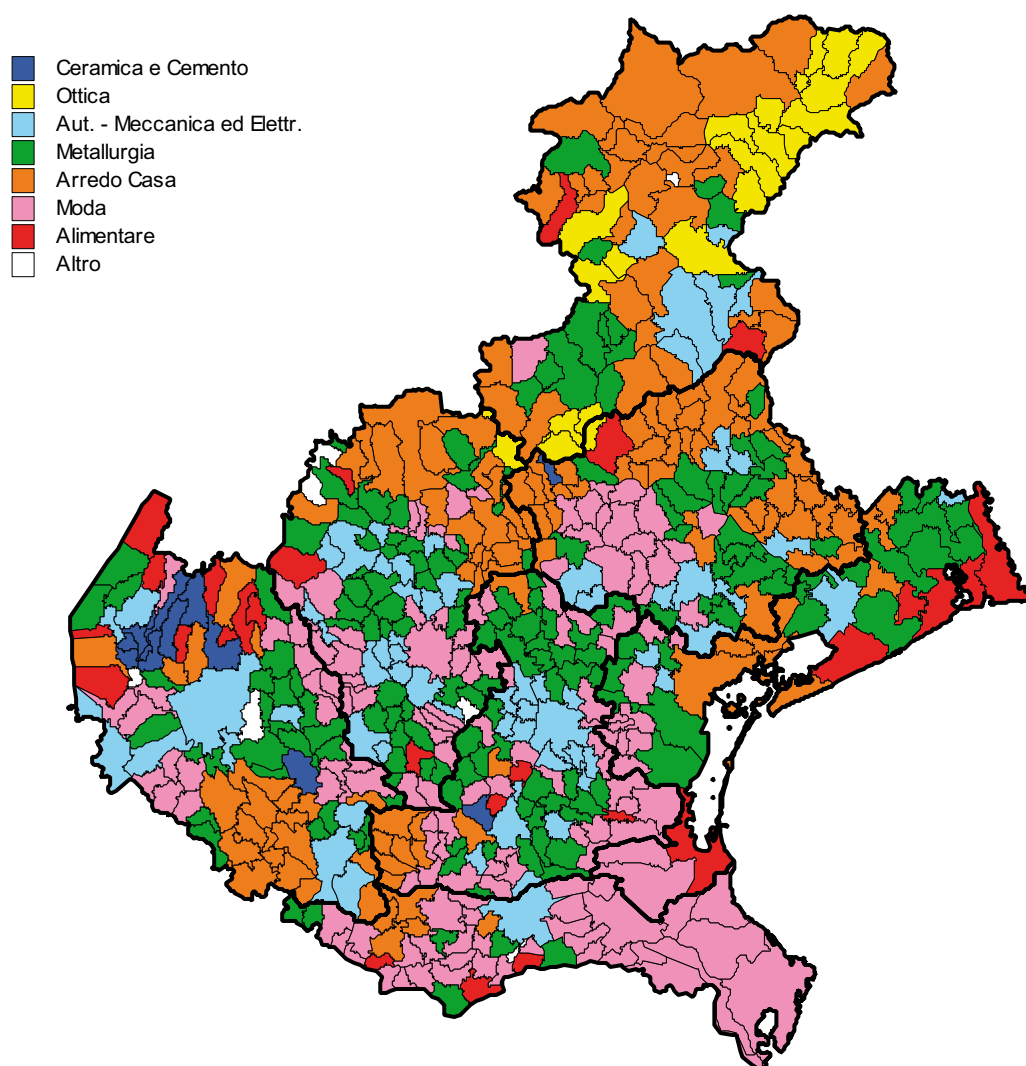 Ceramica e Cemento
Ottica
Aut. - Meccanica ed Elettr.
Metallurgia
Arredo Casa
Moda
Alimentare
Altro